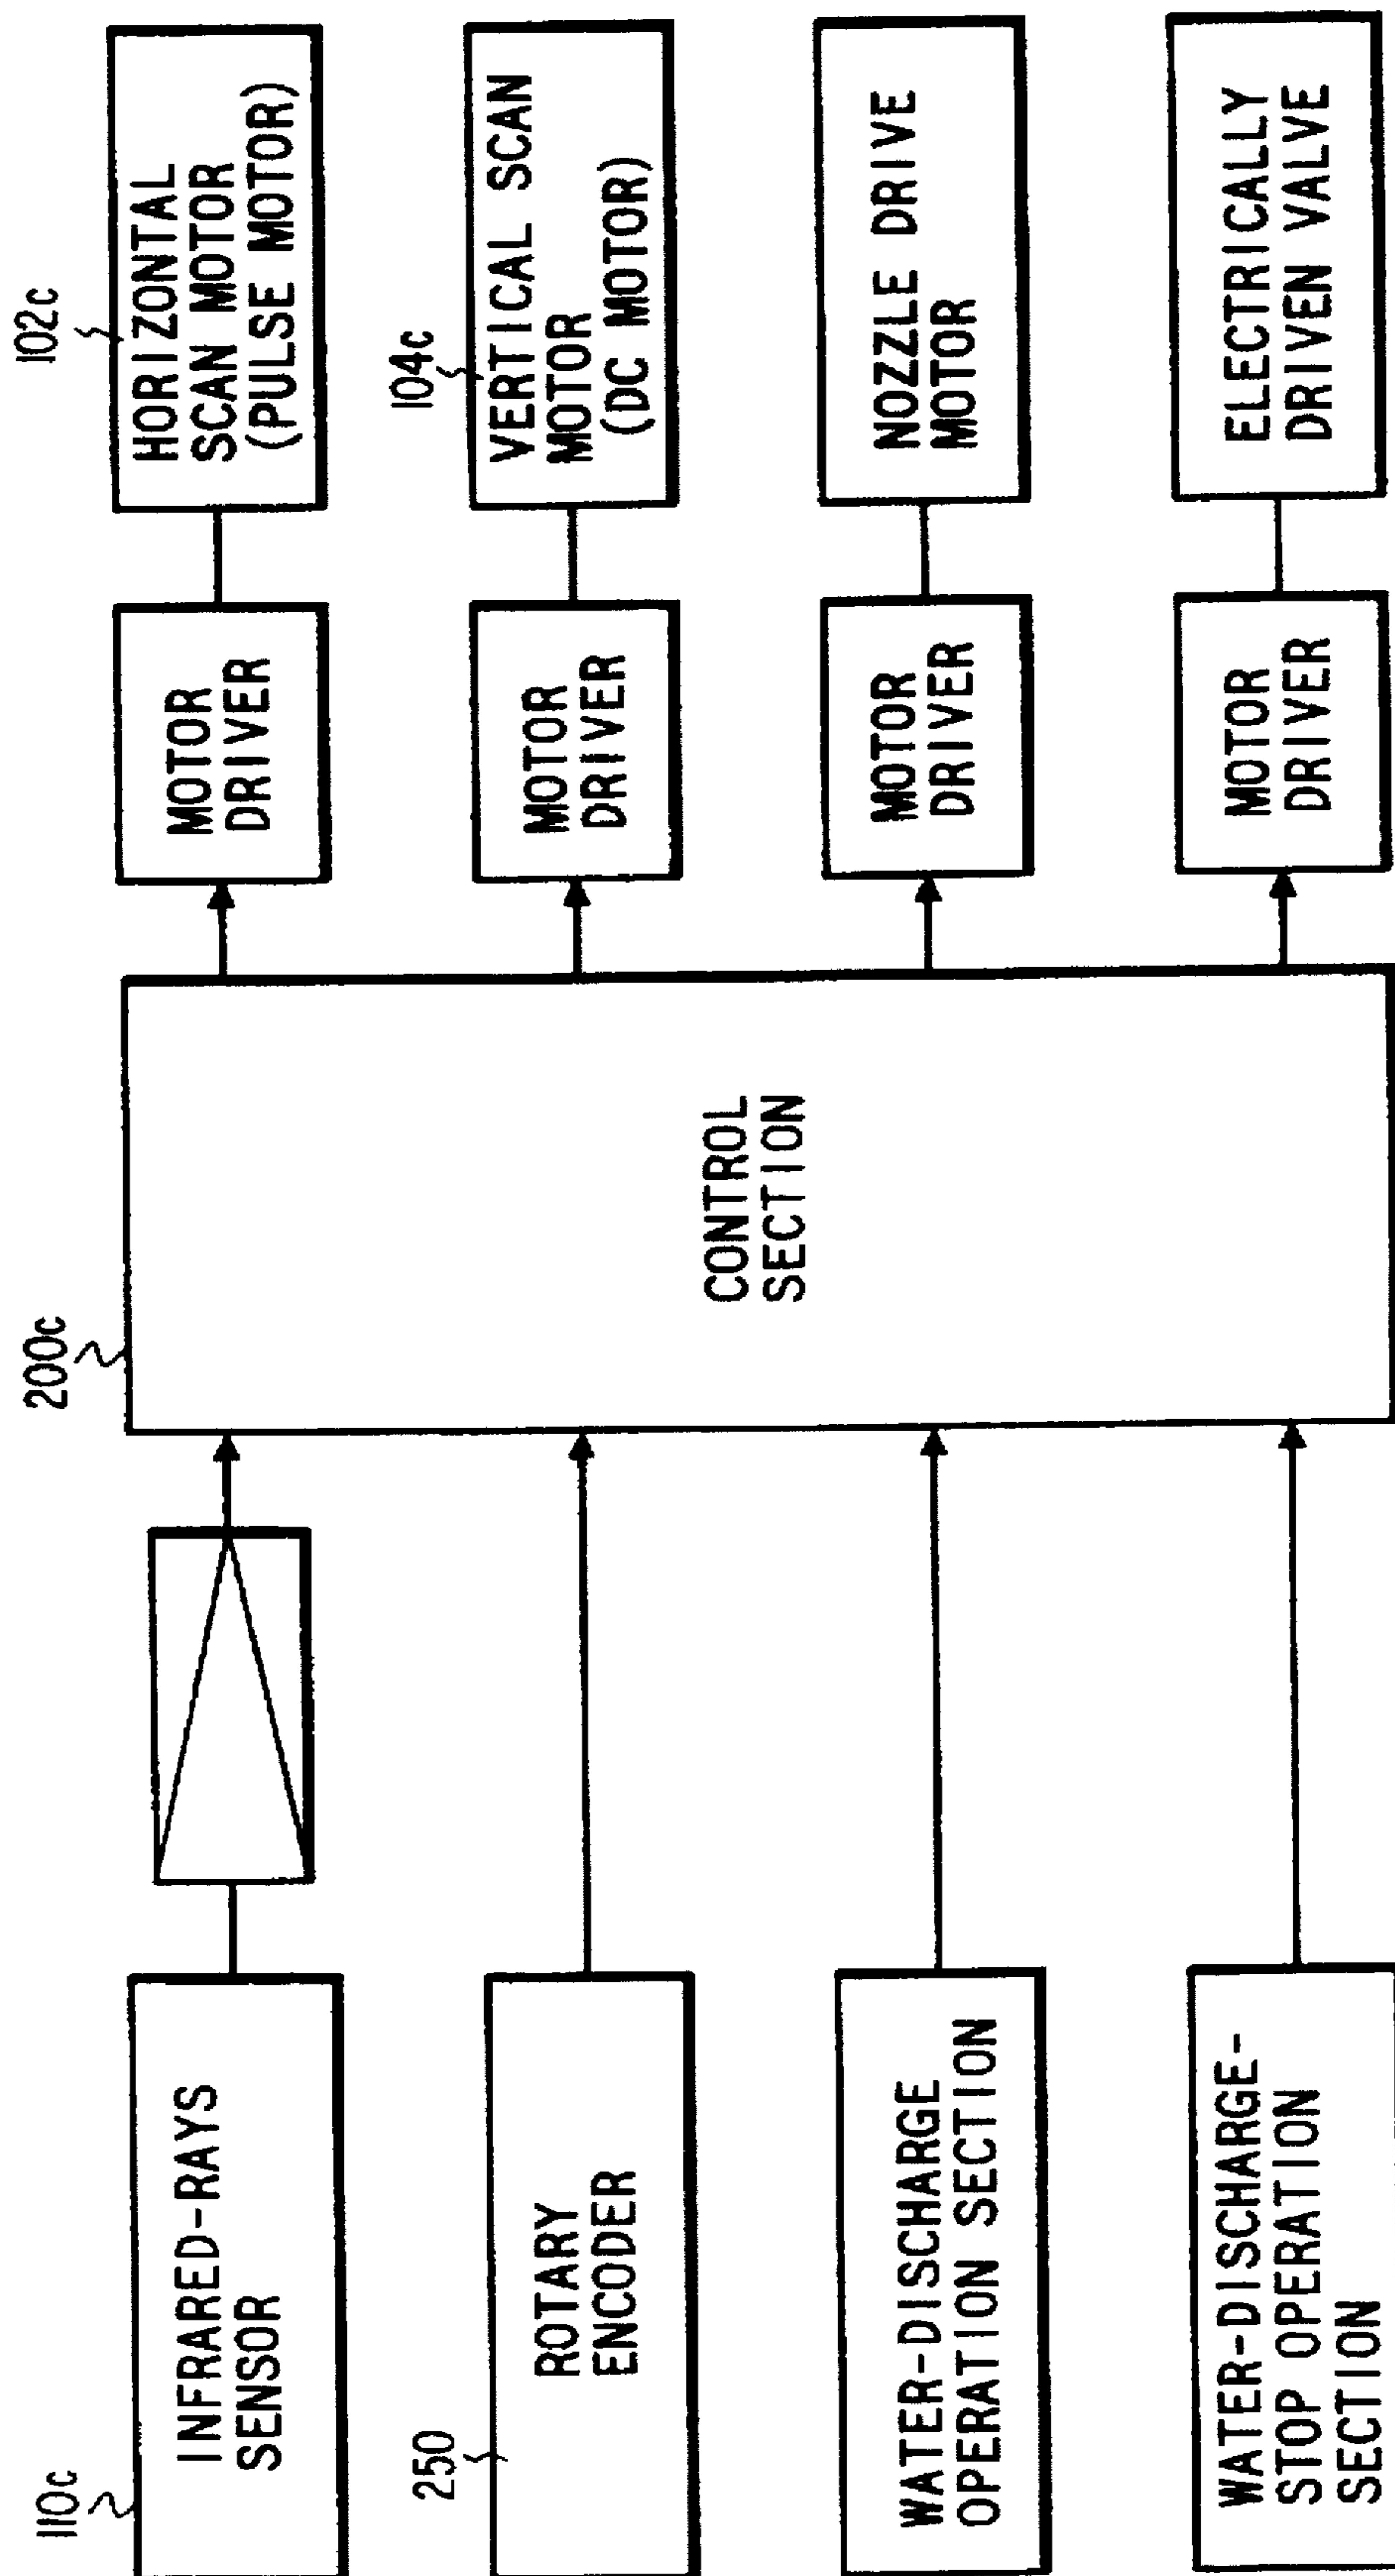 110c
INFRARED-RAYS
SENSOR
250
ROTARY
ENCODER
WATER-DISCHARGE
OPERATION SECTION
WATER-DISCHARGE-
STOP OPERATION
SECTION
200c
CONTROL
SECTION
MOTOR
DRIVER
MOTOR
DRIVER
MOTOR
DRIVER
MOTOR
DRIVER
102c
HORIZONTAL
SCAN MOTOR
(PULSE MOTOR)
104c
VERTICAL SCAN
MOTOR
(DC MOTOR)
NOZZLE DRIVE
MOTOR
ELECTRICALLY
DRIVEN VALVE